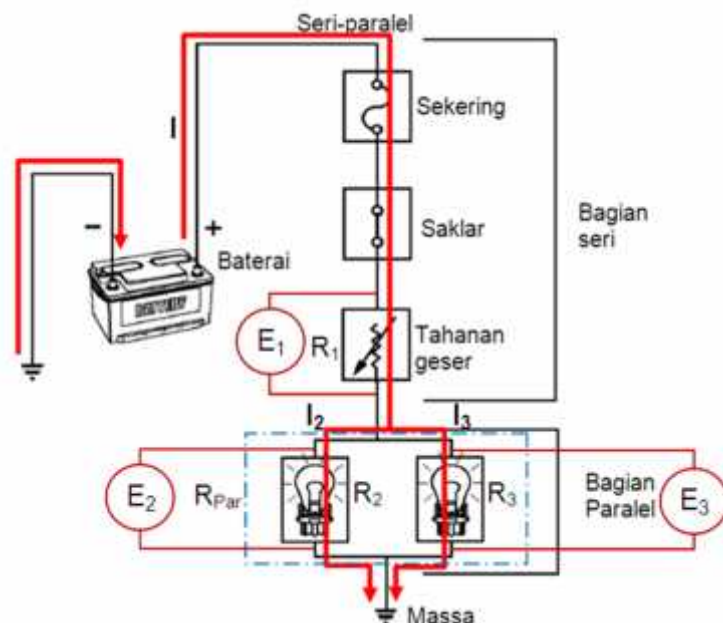 Seri-paralel
I
Sekering
Saklar
Bagian
seri
−
+
Baterai
BATTERY
E1
R1
Tahanan
geser
I2
I3
E2
RPar
R2
R3
Bagian
Paralel
E3
Massa